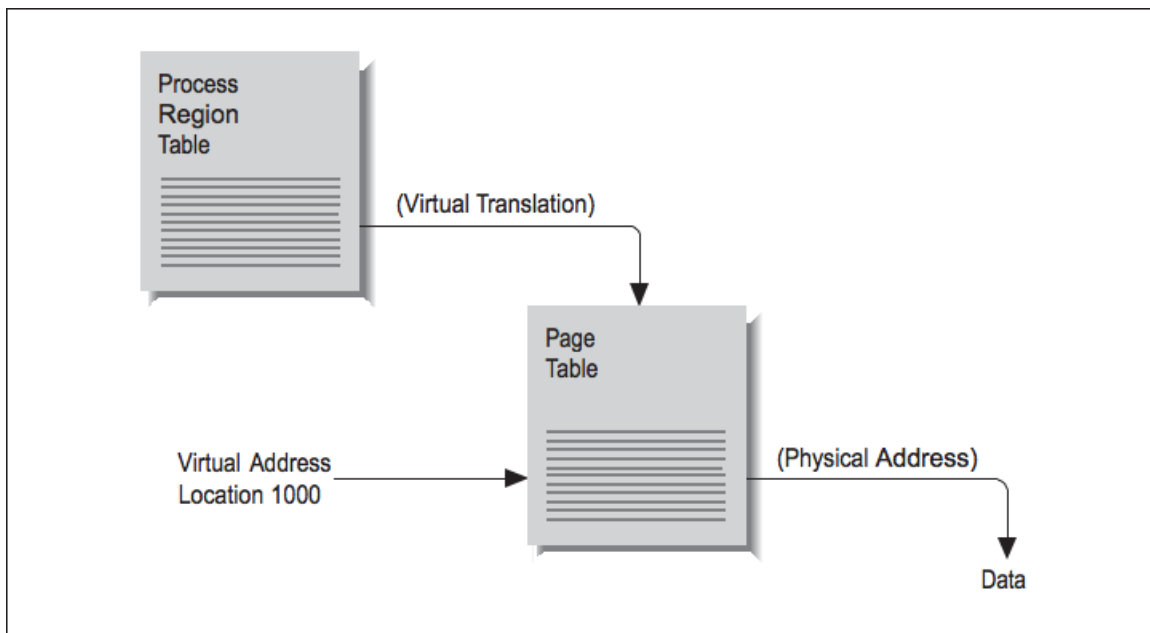 Process
Region
Table
(Virtual Translation)
Page
Table
Virtual Address
Location 1000
(Physical Address)
Data